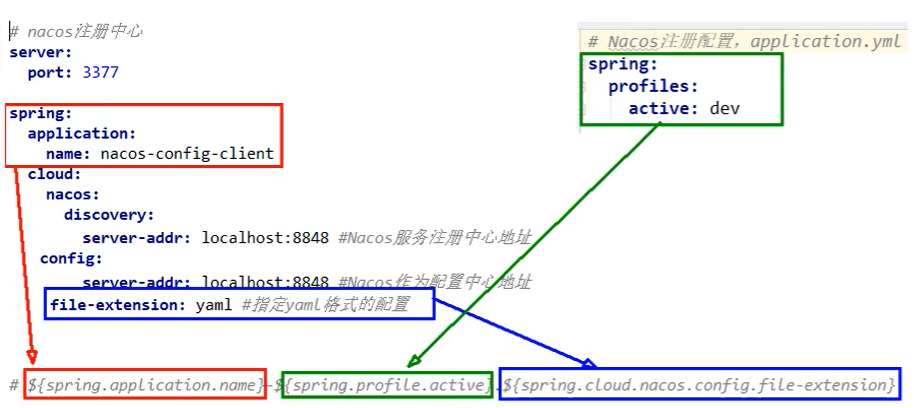 # nacos注册中心
server:
  port: 3377

spring:
  application:
    name: nacos-config-client
  cloud:
    nacos:
      discovery:
        server-addr: localhost:8848 #Nacos服务注册中心地址
      config:
        server-addr: localhost:8848 #Nacos作为配置中心地址
        file-extension: yaml #指定yaml格式的配置

# Nacos注册配置，application.yml
spring:
  profiles:
    active: dev

# ${spring.application.name}-${spring.profile.active}.${spring.cloud.nacos.config.file-extension}